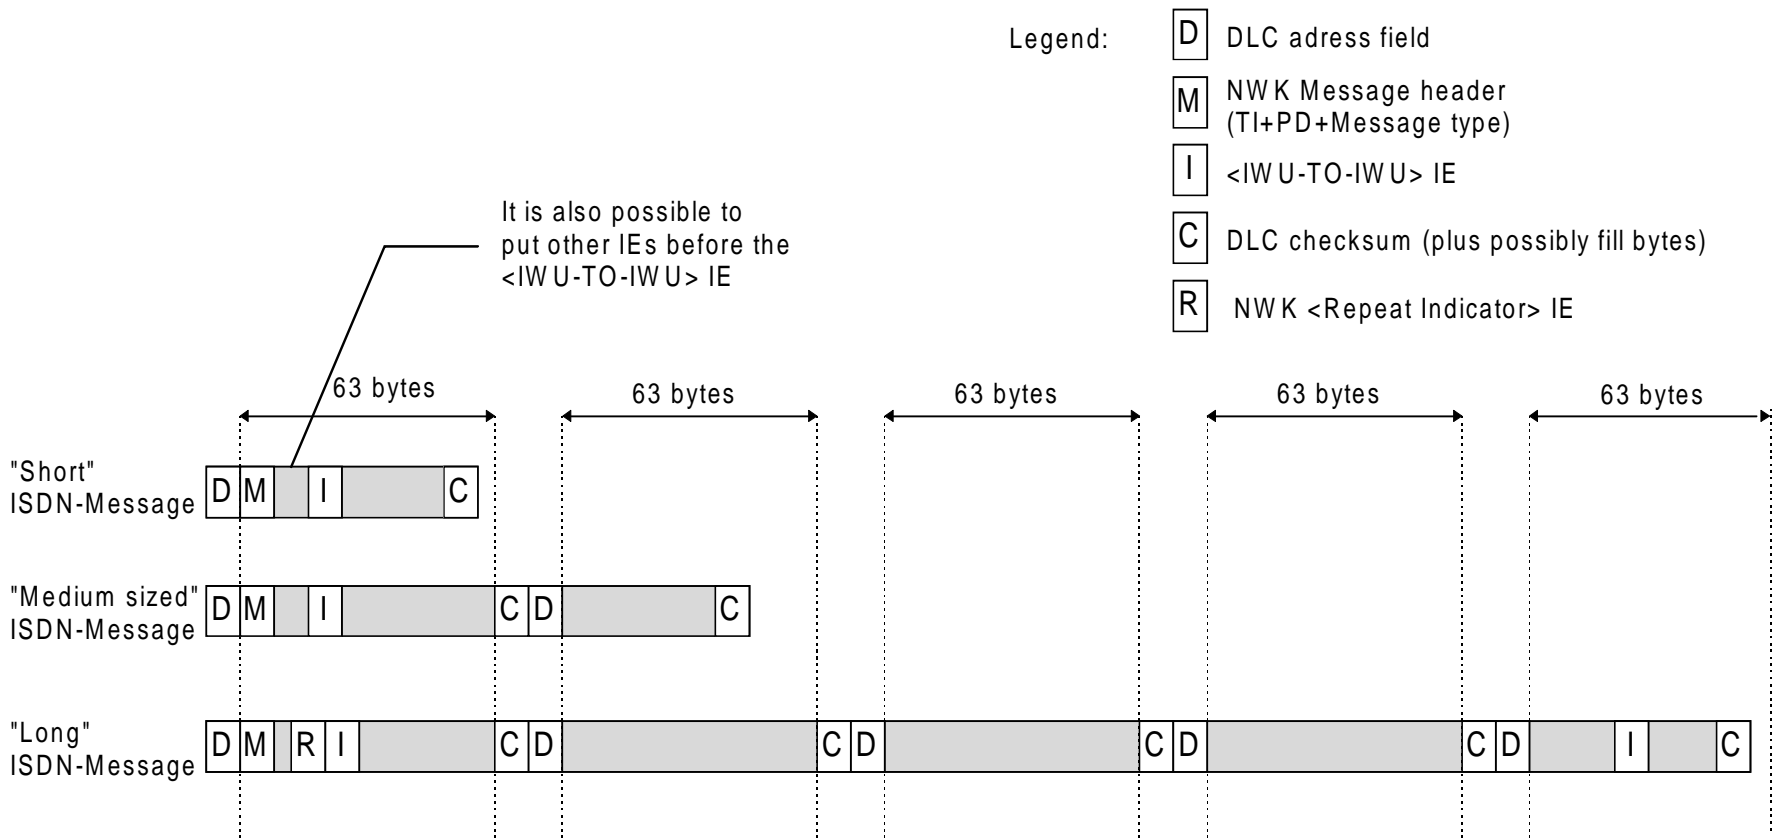 Legend:
D DLC adress field
M NWK Message header
(TI+PD+Message type)
I <IWU-TO-IWU> IE
C DLC checksum (plus possibly fill bytes)
R NWK <Repeat Indicator> IE
It is also possible to
put other IEs before the
<IWU-TO-IWU> IE
63 bytes 63 bytes 63 bytes 63 bytes 63 bytes
"Short"
ISDN-Message
D M I C
"Medium sized"
ISDN-Message
D M I C D C
"Long"
ISDN-Message
D M R I C D C D C D C D I C